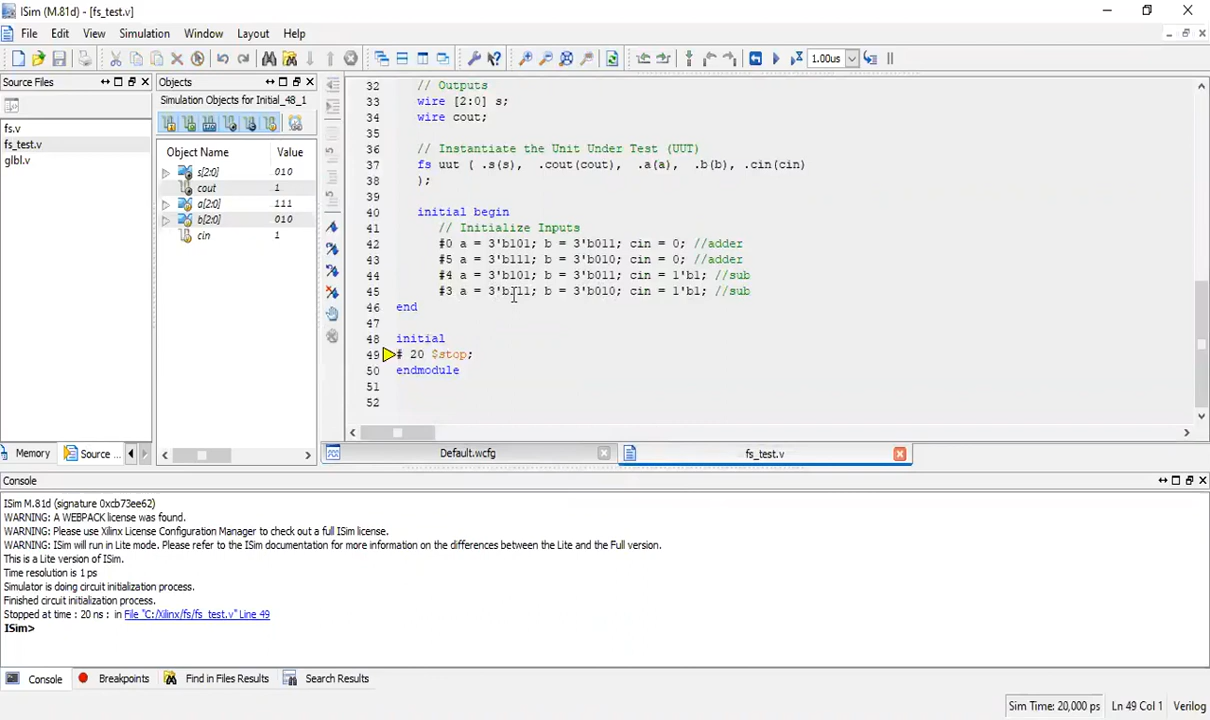 ISim (M.81d) - [fs_test.v]
File Edit View Simulation Window Layout Help
1.00us
Source Files
fs.v
fs_test.v
glbl.v
Memory
Source ...
Objects
Simulation Objects for Initial_48_1
Object Name Value
s[2:0] 010
cout 1
a[2:0] 111
b[2:0] 010
cin 1
32 // Outputs
33 wire [2:0] s;
34 wire cout;
35
36 // Instantiate the Unit Under Test (UUT)
37 fs uut ( .s(s), .cout(cout), .a(a), .b(b), .cin(cin)
38 );
39
40 initial begin
41 // Initialize Inputs
42 #0 a = 3'b101; b = 3'b011; cin = 0; //adder
43 #5 a = 3'b111; b = 3'b010; cin = 0; //adder
44 #4 a = 3'b101; b = 3'b011; cin = 1'b1; //sub
45 #3 a = 3'b111; b = 3'b010; cin = 1'b1; //sub
46 end
47
48 initial
49 # 20 $stop;
50 endmodule
51
52
Default.wcfg
fs_test.v
Console
ISim M.81d (signature 0xcb73ee62)
WARNING: A WEBPACK license was found.
WARNING: Please use Xilinx License Configuration Manager to check out a full ISim license.
WARNING: ISim will run in Lite mode. Please refer to the ISim documentation for more information on the differences between the Lite and the Full version.
This is a Lite version of ISim.
Time resolution is 1 ps
Simulator is doing circuit initialization process.
Finished circuit initialization process.
Stopped at time : 20 ns : in File "C:/Xilinx/fs/fs_test.v" Line 49
ISim>
Console Breakpoints Find in Files Results Search Results
Sim Time: 20,000 ps Ln 49 Col 1 Verilog